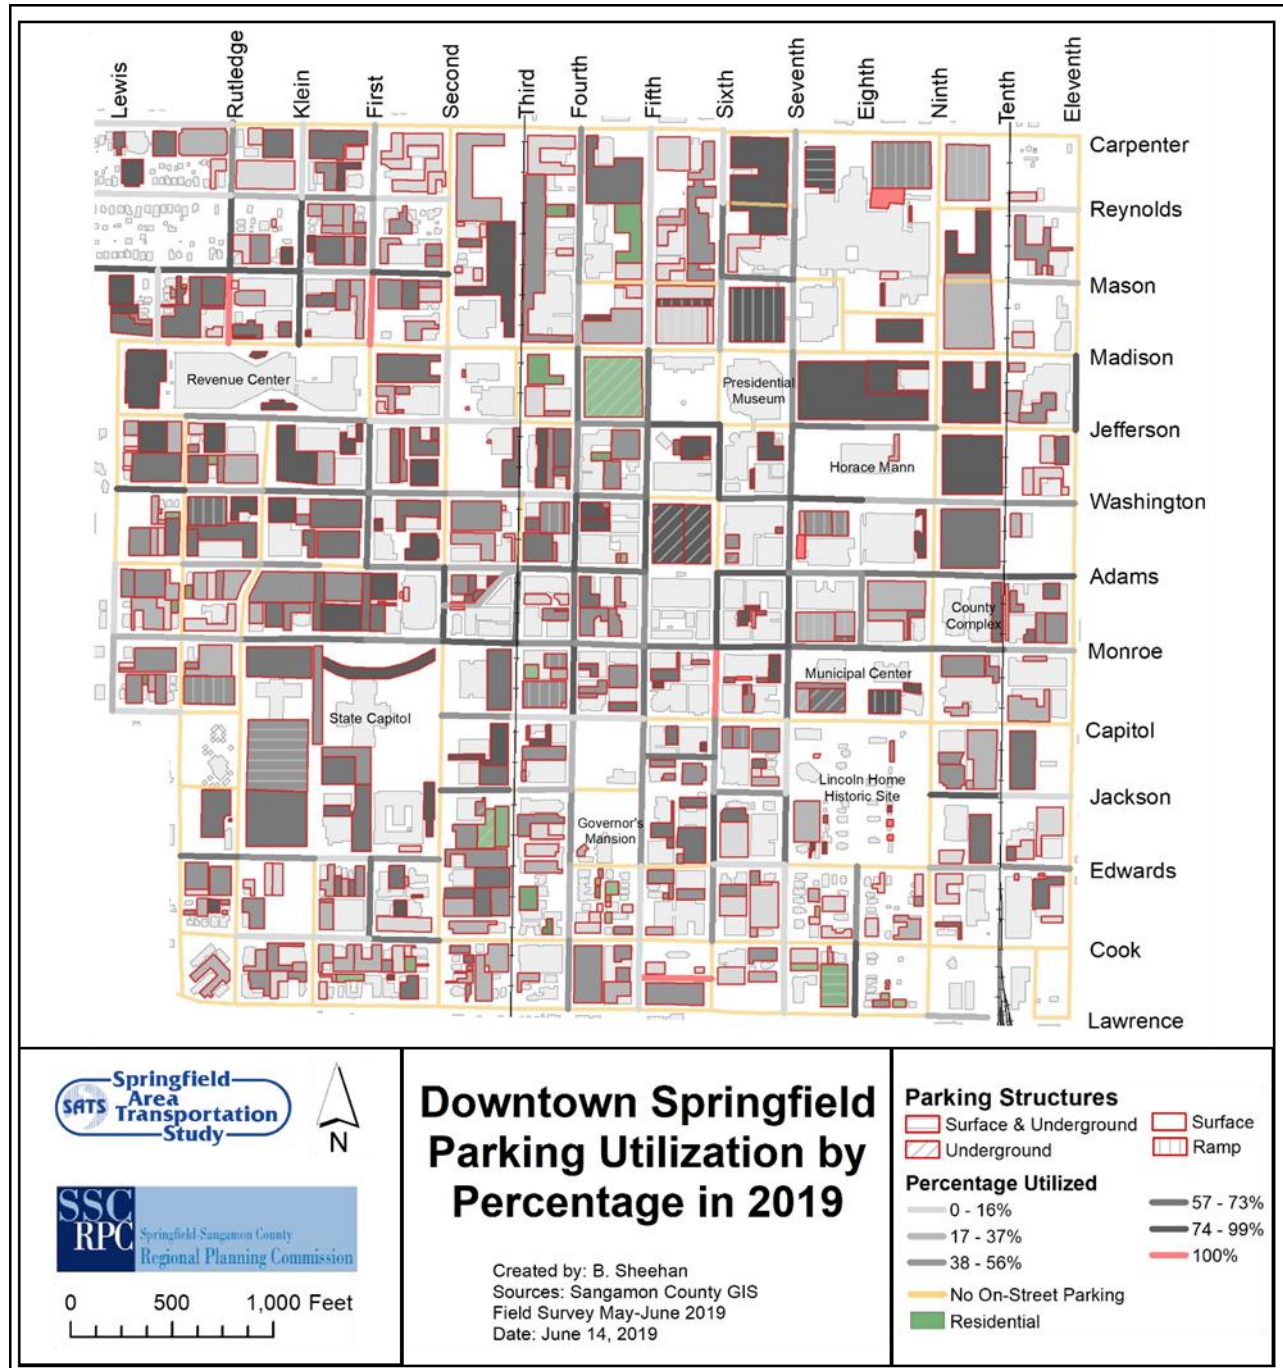 Lewis
Rutledge
Klein
First
Second
Third
Fourth
Fifth
Sixth
Seventh
Eighth
Ninth
Tenth
Eleventh
Carpenter
Reynolds
Mason
Madison
Jefferson
Washington
Adams
Monroe
Capitol
Jackson
Edwards
Cook
Lawrence
Revenue Center
Presidential
Museum
Horace Mann
County
Complex
Municipal Center
State Capitol
Lincoln Home
Historic Site
Governor's
Mansion
SATS
Springfield
Area
Transportation
Study
N
SSC
RPC
Springfield-Sangamon County
Regional Planning Commission
0 500 1,000 Feet
Downtown Springfield
Parking Utilization by
Percentage in 2019
Created by: B. Sheehan
Sources: Sangamon County GIS
Field Survey May-June 2019
Date: June 14, 2019
Parking Structures
Surface & Underground
Surface
Underground
Ramp
Percentage Utilized
0 - 16%
17 - 37%
38 - 56%
57 - 73%
74 - 99%
100%
No On-Street Parking
Residential